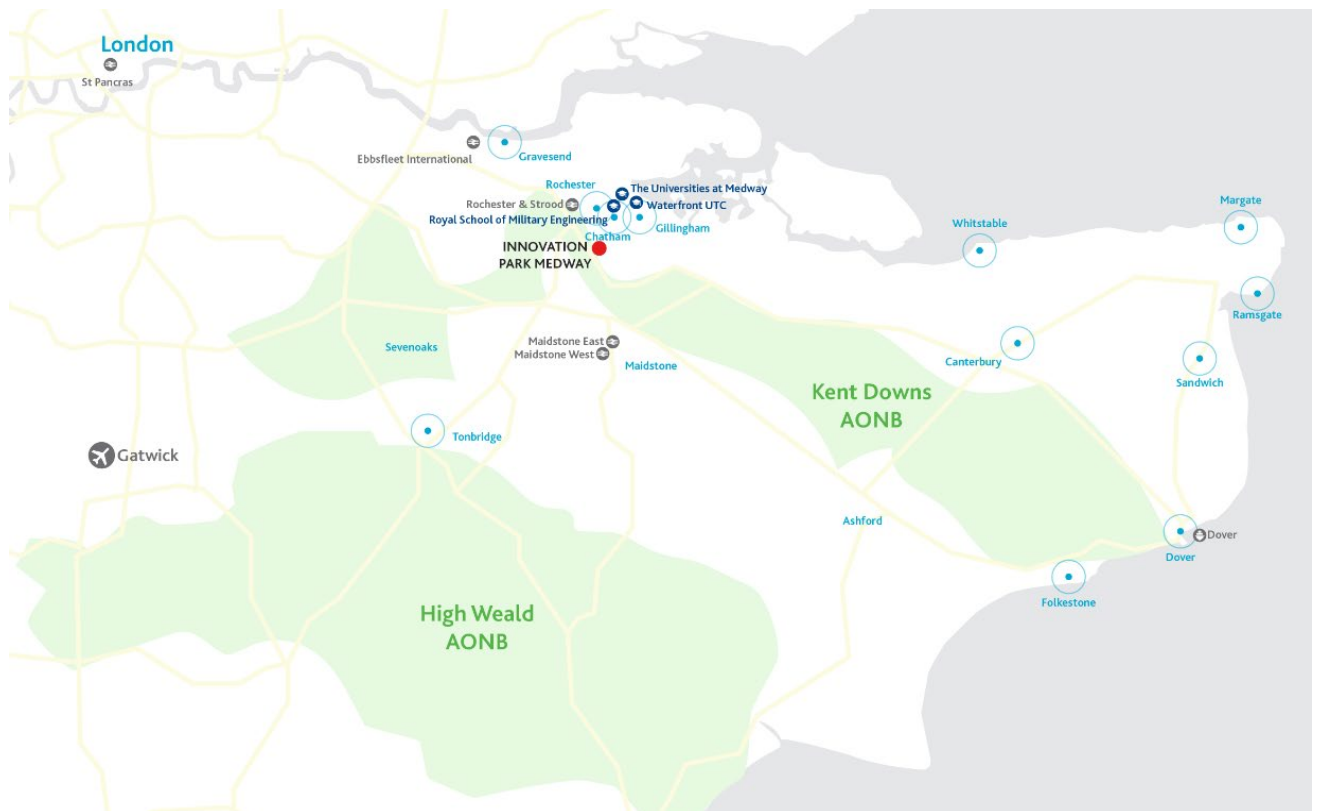 London
St Pancras
Ebbsfleet International
Gravesend
Rochester
The Universities at Medway
Rochester & Strood
Waterfront UTC
Royal School of Military Engineering
Gillingham
Chatham
INNOVATION
PARK MEDWAY
Margate
Whitstable
Ramsgate
Maidstone East
Sevenoaks
Maidstone West
Maidstone
Canterbury
Sandwich
Kent Downs
AONB
Tonbridge
Gatwick
Ashford
Dover
Dover
Folkestone
High Weald
AONB